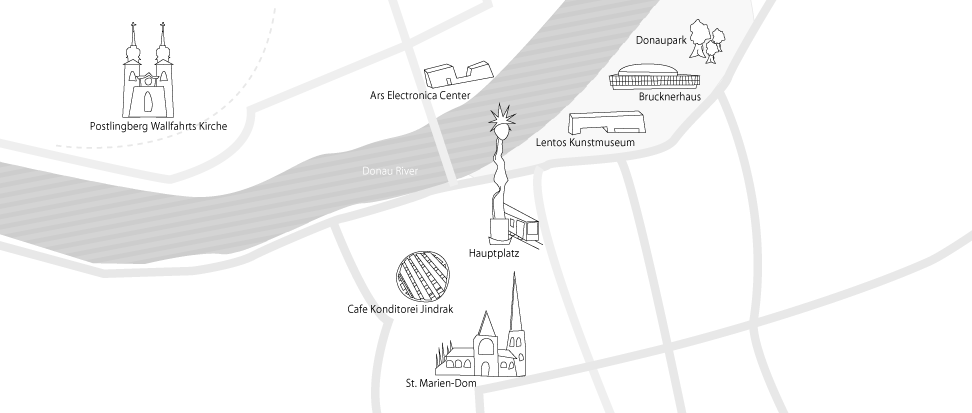 Donaupark
Ars Electronica Center
Brucknerhaus
Postlingberg Wallfahrts Kirche
Lentos Kunstmuseum
Donau River
Hauptplatz
Cafe Konditorei Jindrak
St. Marien-Dom